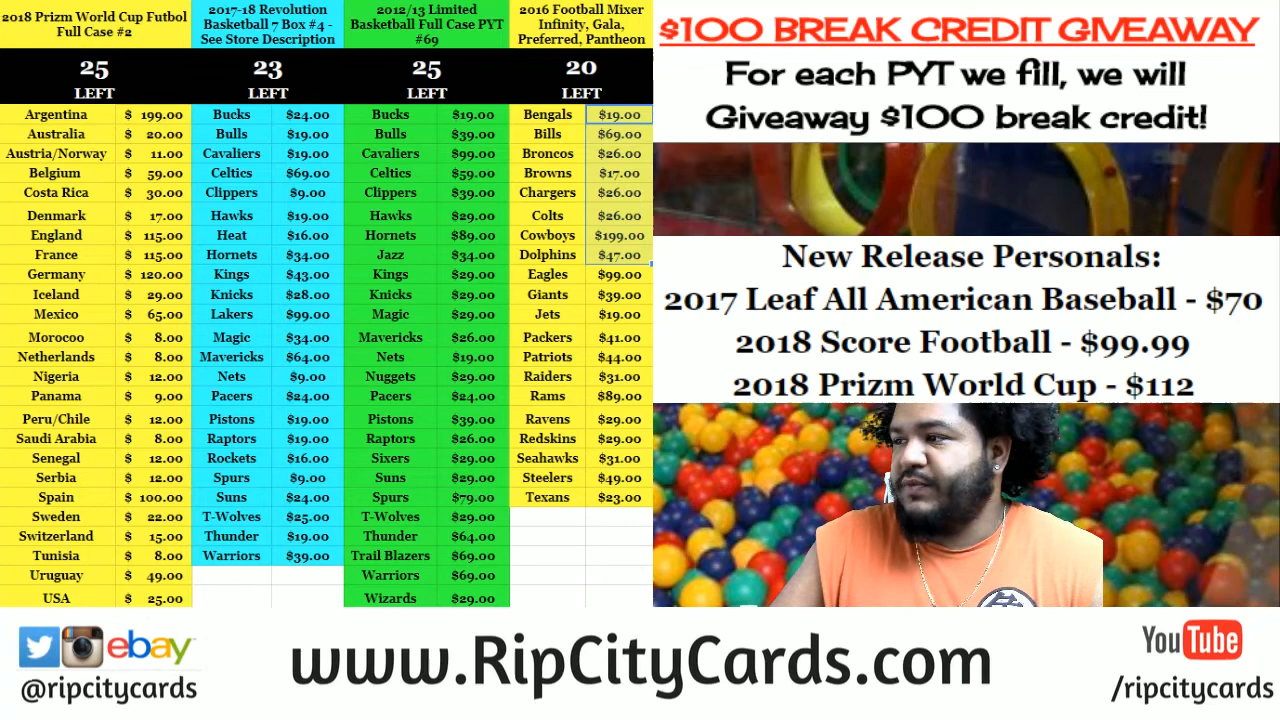 2018 Prizm World Cup Futbol
Full Case #2
25
LEFT
Argentina $ 199.00
Australia $ 20.00
Austria/Norway $ 11.00
Belgium $ 59.00
Costa Rica $ 30.00
Denmark $ 17.00
England $ 115.00
France $ 115.00
Germany $ 120.00
Iceland $ 29.00
Mexico $ 65.00
Morocoo $ 8.00
Netherlands $ 8.00
Nigeria $ 12.00
Panama $ 9.00
Peru/Chile $ 12.00
Saudi Arabia $ 8.00
Senegal $ 12.00
Serbia $ 12.00
Spain $ 100.00
Sweden $ 22.00
Switzerland $ 15.00
Tunisia $ 8.00
Uruguay $ 49.00
USA $ 25.00
2017-18 Revolution
Basketball 7 Box #4 -
See Store Description
23
LEFT
Bucks $24.00
Bulls $34.00
Cavaliers $19.00
Celtics $69.00
Clippers $9.00
Hawks $19.00
Heat $16.00
Hornets $34.00
Kings $43.00
Knicks $28.00
Lakers $99.00
Magic $34.00
Mavericks $64.00
Nets $9.00
Pacers $24.00
Pistons $19.00
Raptors $19.00
Rockets $16.00
Spurs $9.00
Suns $24.00
T-Wolves $25.00
Thunder $19.00
Warriors $39.00
2012/13 Limited
Basketball Full Case PYT
#69
25
LEFT
Bucks $19.00
Bulls $39.00
Cavaliers $99.00
Celtics $59.00
Clippers $39.00
Hawks $29.00
Hornets $89.00
Jazz $34.00
Kings $29.00
Knicks $29.00
Magic $29.00
Mavericks $26.00
Nets $19.00
Nuggets $29.00
Pacers $24.00
Pistons $39.00
Raptors $26.00
Sixers $29.00
Suns $29.00
Spurs $79.00
T-Wolves $29.00
Thunder $64.00
Trail Blazers $69.00
Warriors $69.00
Wizards $29.00
2016 Football Mixer
Infinity, Gala,
Preferred, Pantheon
20
LEFT
Bengals $19.00
Bills $69.00
Broncos $26.00
Browns $17.00
Chargers $26.00
Colts $26.00
Cowboys $199.00
Dolphins $47.00
Eagles $99.00
Giants $39.00
Jets $19.00
Packers $41.00
Patriots $44.00
Raiders $31.00
Rams $89.00
Ravens $29.00
Redskins $29.00
Seahawks $31.00
Steelers $49.00
Texans $23.00
$100 BREAK CREDIT GIVEAWAY
For each PYT we fill, we will
Giveaway $100 break credit!
New Release Personals:
2017 Leaf All American Baseball - $70
2018 Score Football - $99.99
2018 Prizm World Cup - $112
ebay
@ripcitycards
www.RipCityCards.com
YouTube
/ripcitycards